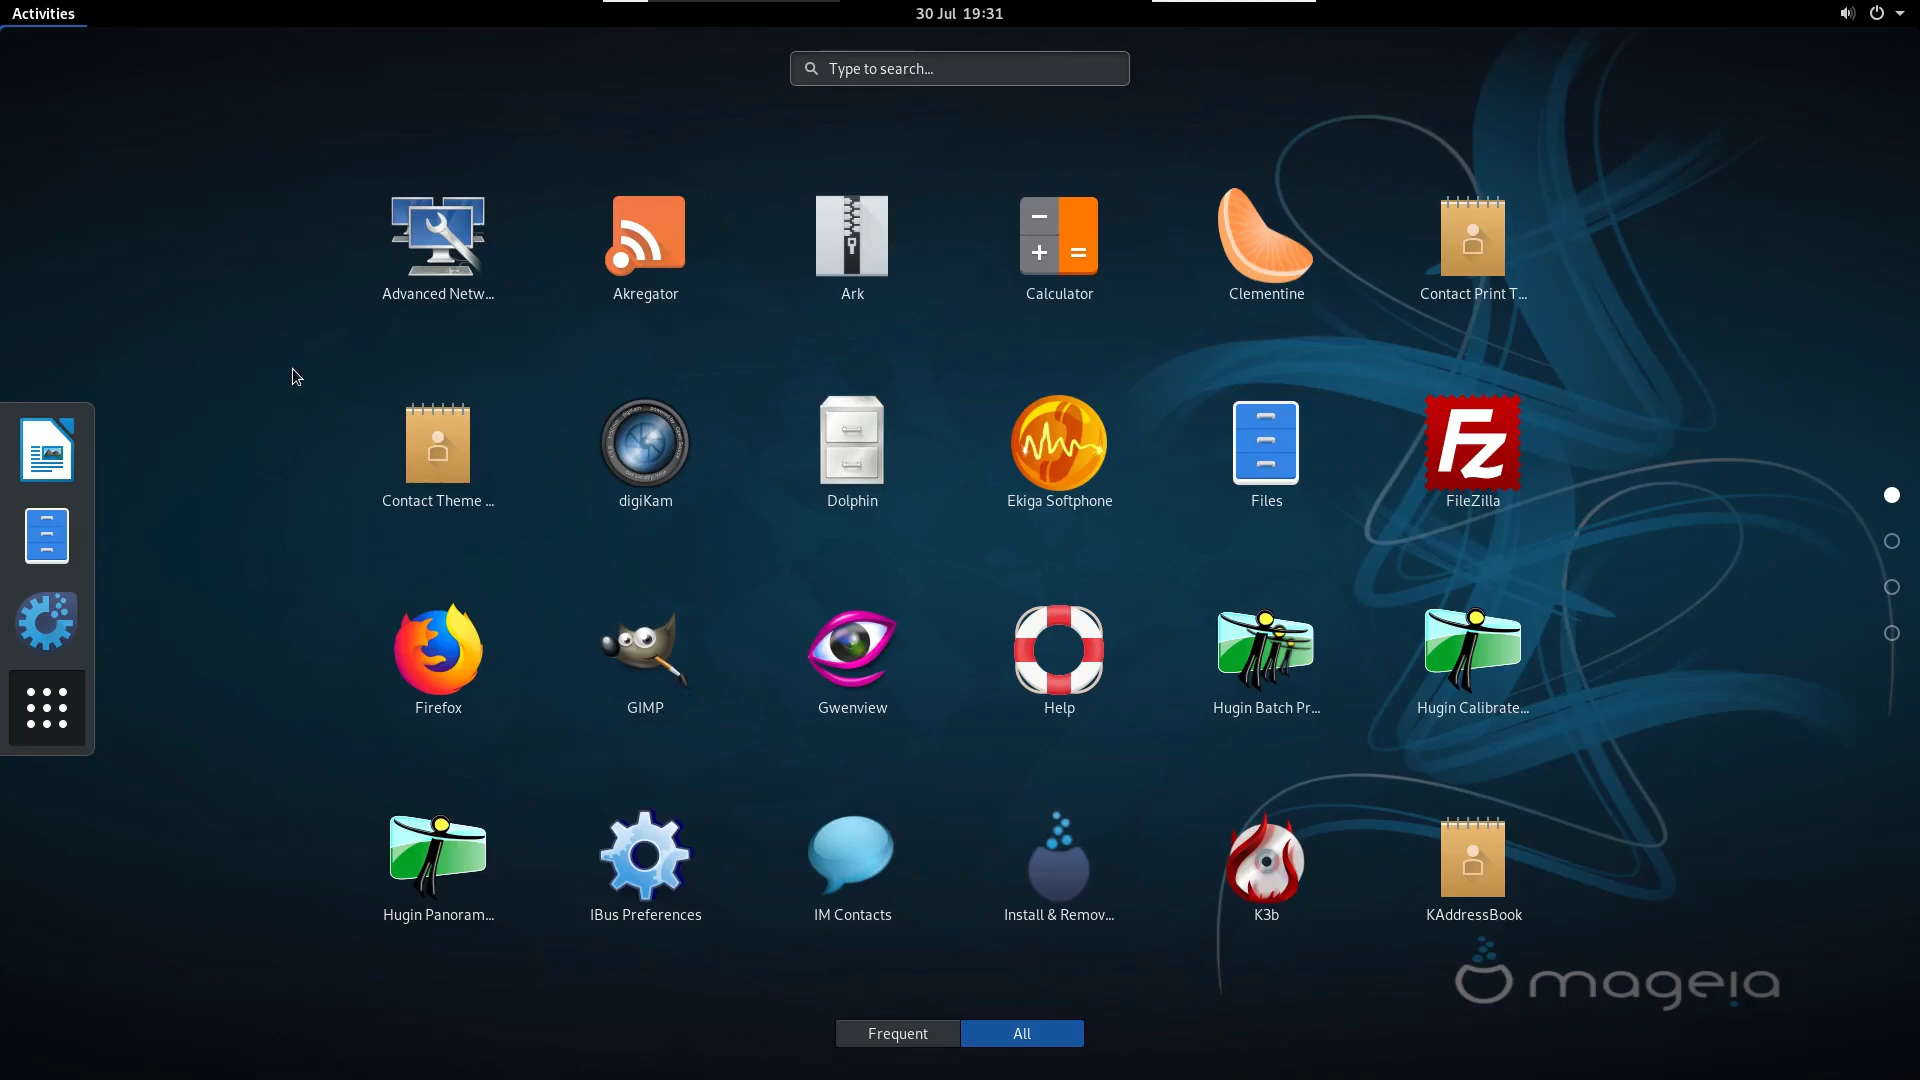 Activities
30 Jul 19:31
Type to search...
Advanced Netw...
Akregator
Ark
Calculator
Clementine
Contact Print T...
Contact Theme ...
digiKam
Dolphin
Ekiga Softphone
Files
FileZilla
Firefox
GIMP
Gwenview
Help
Hugin Batch Pr...
Hugin Calibrate...
Hugin Panoram...
IBus Preferences
IM Contacts
Install & Remov...
K3b
KAddressBook
mageia
Frequent
All